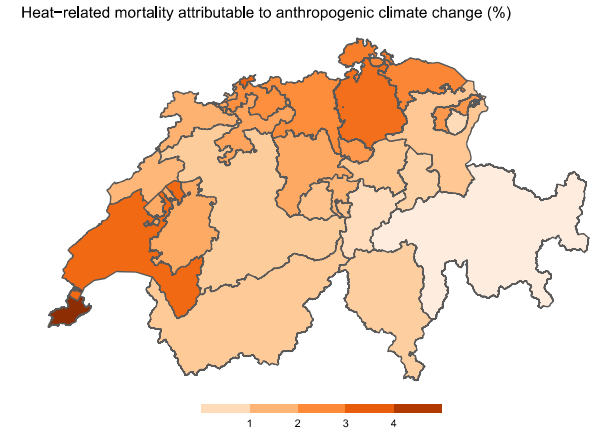 Heat−related mortality attributable to anthropogenic climate change (%)
1 2 3 4